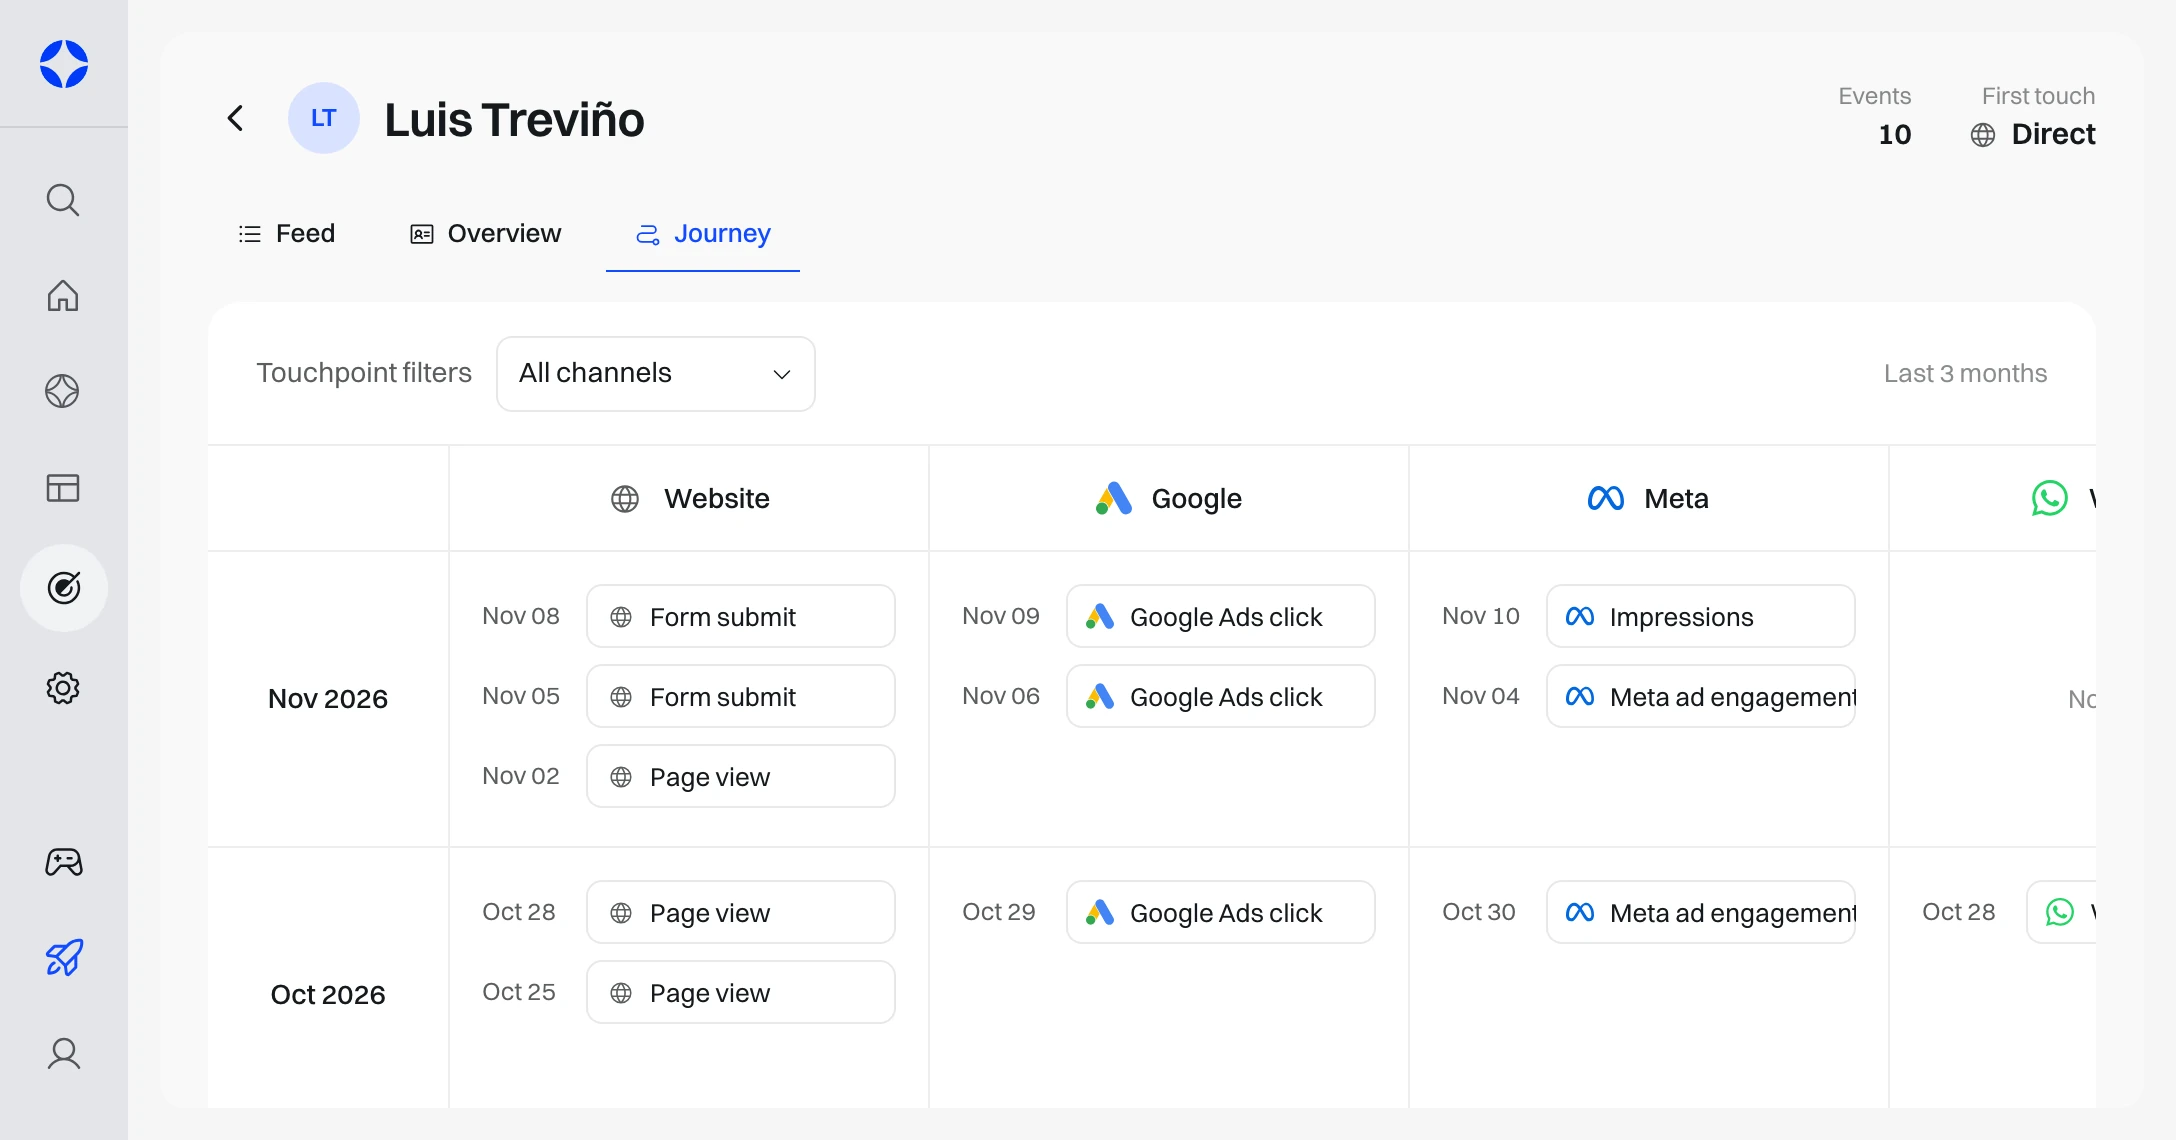 LT
Luis Treviño
Events
10
First touch
Direct
Feed
Overview
Journey
Touchpoint filters
All channels
Last 3 months
Website
Google
Meta
Nov 2026
Nov 08
Form submit
Nov 05
Form submit
Nov 02
Page view
Nov 09
Google Ads click
Nov 06
Google Ads click
Nov 10
Impressions
Nov 04
Meta ad engagement
Oct 2026
Oct 28
Page view
Oct 25
Page view
Oct 29
Google Ads click
Oct 30
Meta ad engagement
Oct 28